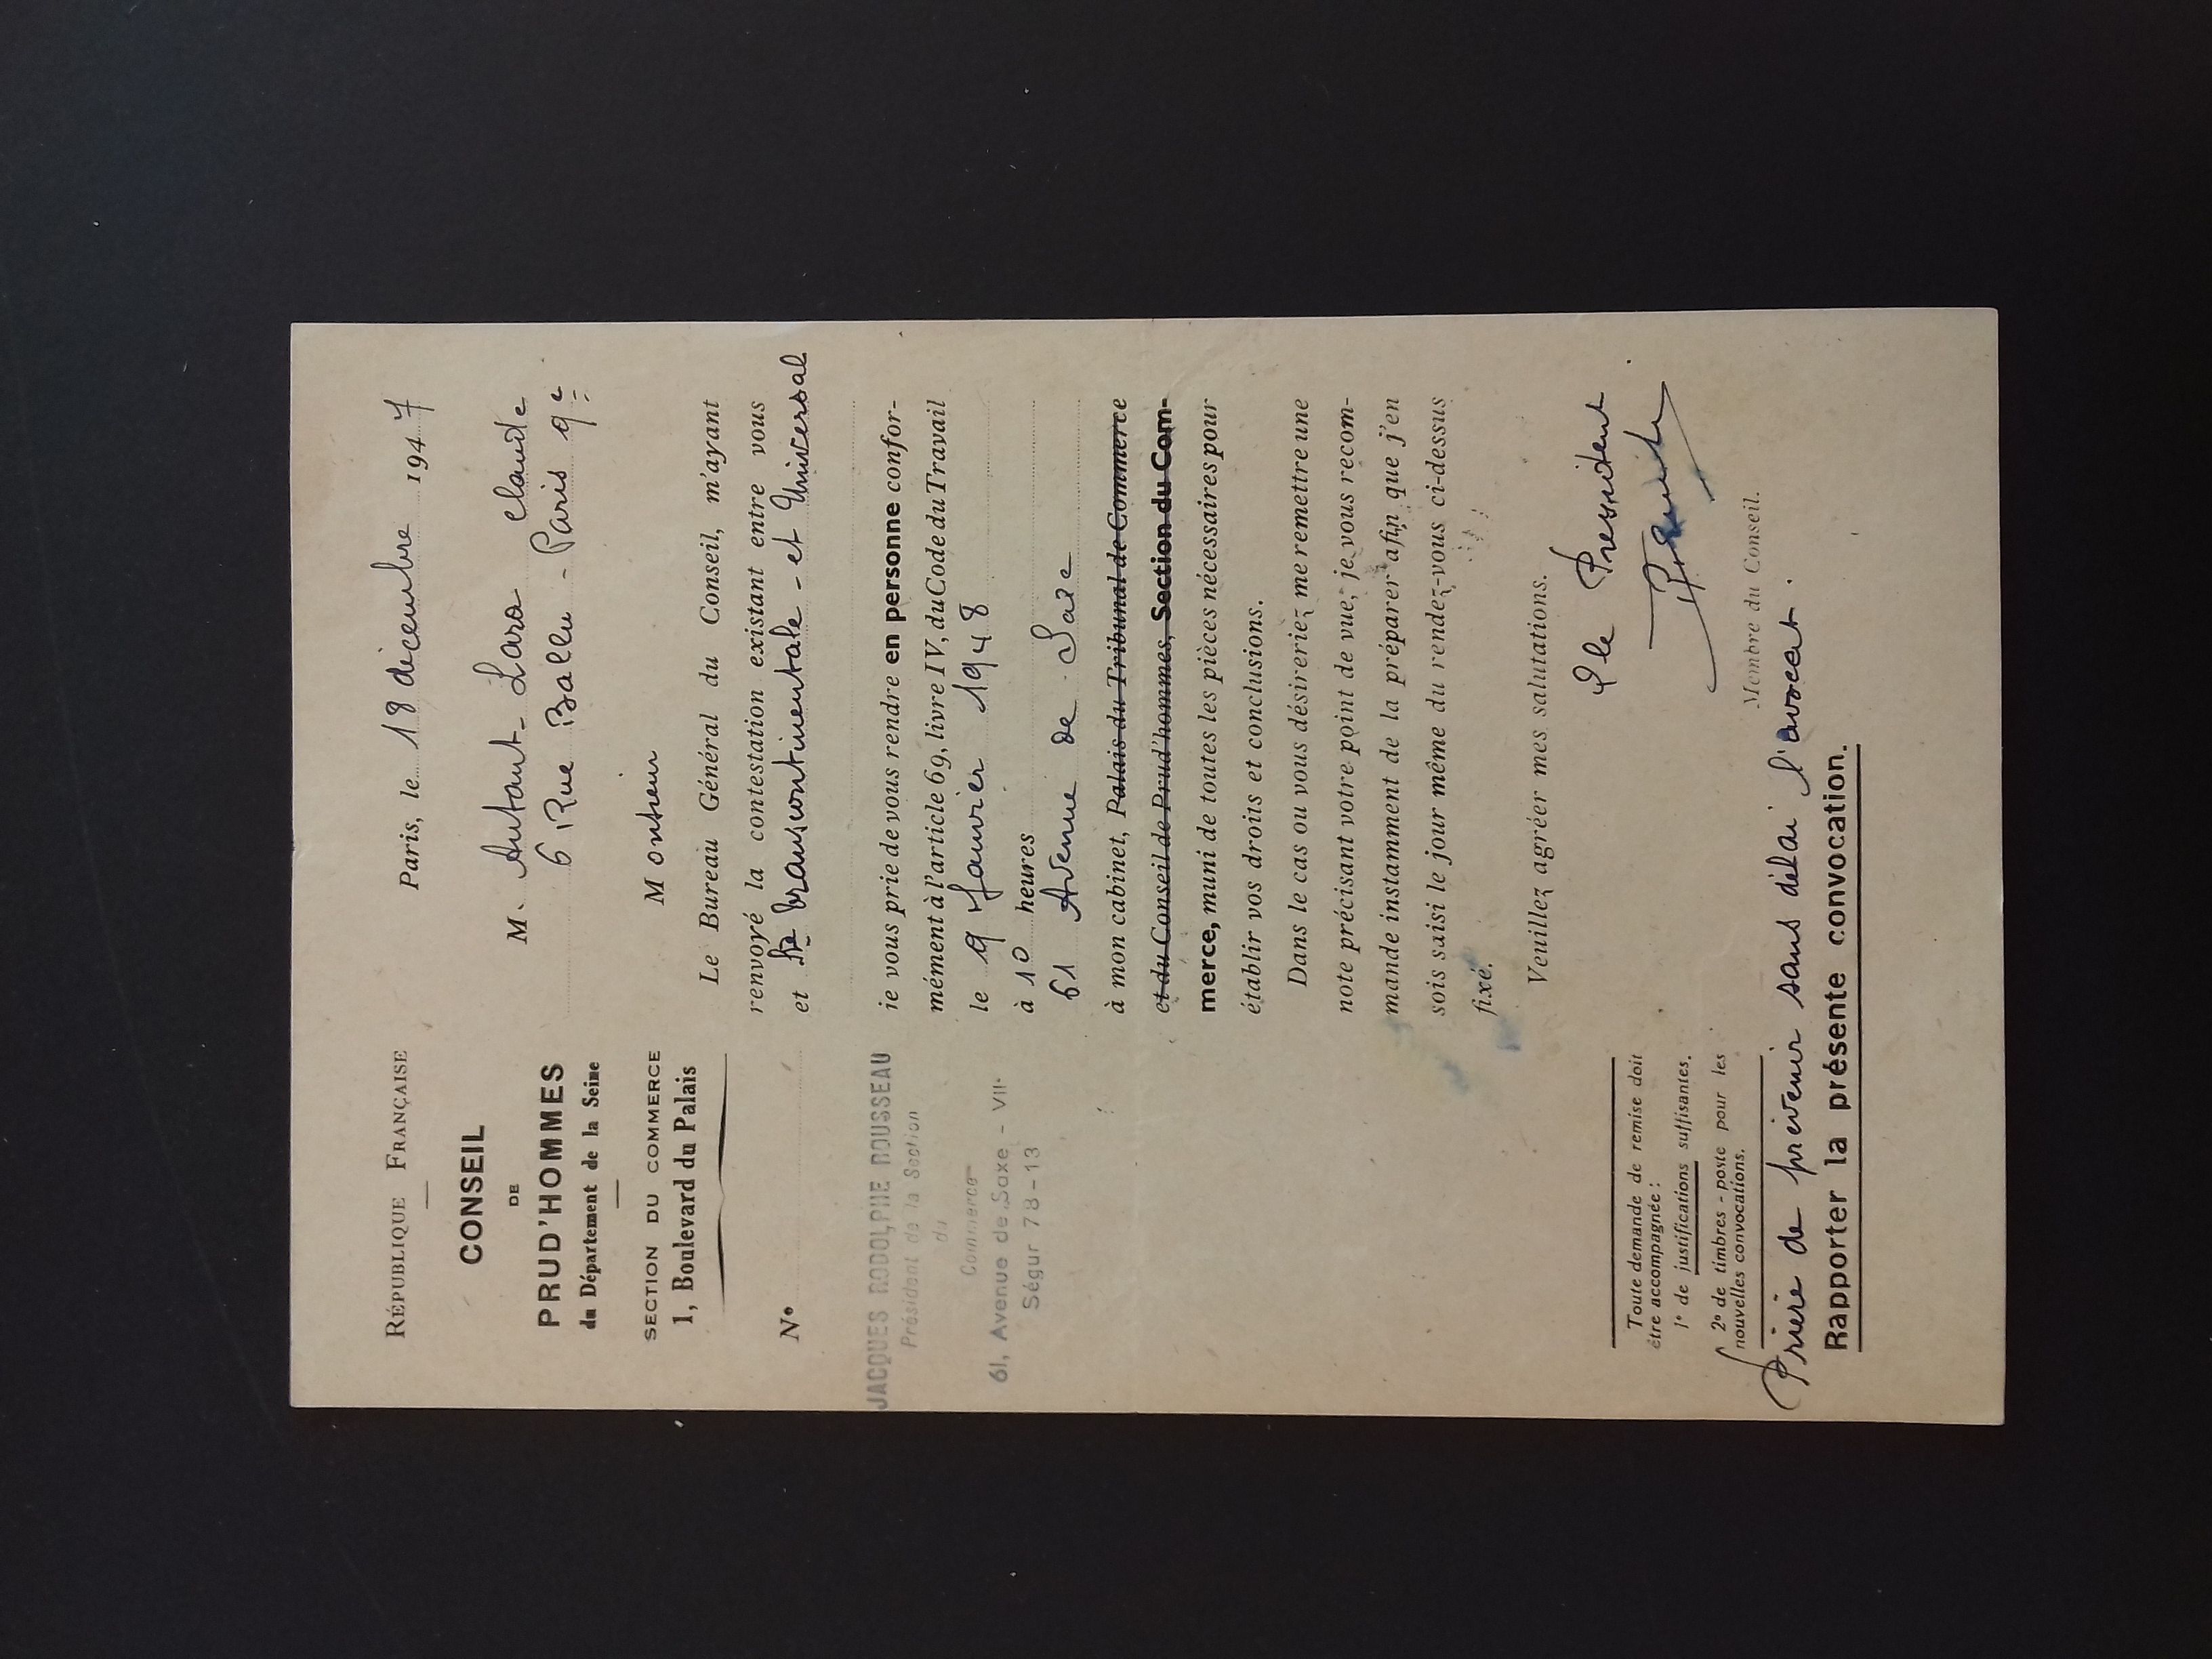 RÉPUBLIQUE FRANÇAISE
CONSEIL
DE
PRUD'HOMMES
du Département de la Seine
SECTION DU COMMERCE
1, Boulevard du Palais
N°
JACQUES RODOLPHE ROUSSEAU
Président de la Section
du
Commerce
61, Avenue de Saxe - VII•
Ségur 78-13
Paris, le 18 décembre 1947
M. Autant-Lara Claude
6 Rue Ballu - Paris 9e
Monsieur
Le Bureau Général du Conseil, m'ayant
renvoyé la contestation existant entre vous
et Sté transcontinentale - et Universal
ie vous prie de vous rendre en personne confor-
mément à l'article 69, livre IV, du Code du Travail
le 9 Janvier 1948
à 10 heures
61 Avenue de Saxe
à mon cabinet, Palais du Tribunal de Commerce
et du Conseil de Prud'hommes, Section du Com-
merce, muni de toutes les pièces nécessaires pour
établir vos droits et conclusions.
Dans le cas ou vous désireriez me remettre une
note précisant votre point de vue, je vous recom-
mande instamment de la préparer afin que j'en
sois saisi le jour même du rendez-vous ci-dessus
fixé.
Veuillez agréer mes salutations.
P le Président
Membre du Conseil.
Toute demande de remise doit
être accompagnée :
1° de justifications suffisantes.
2° de timbres-poste pour les
nouvelles convocations.
Prière de prévenir sans délai l'avocat.
Rapporter la présente convocation.